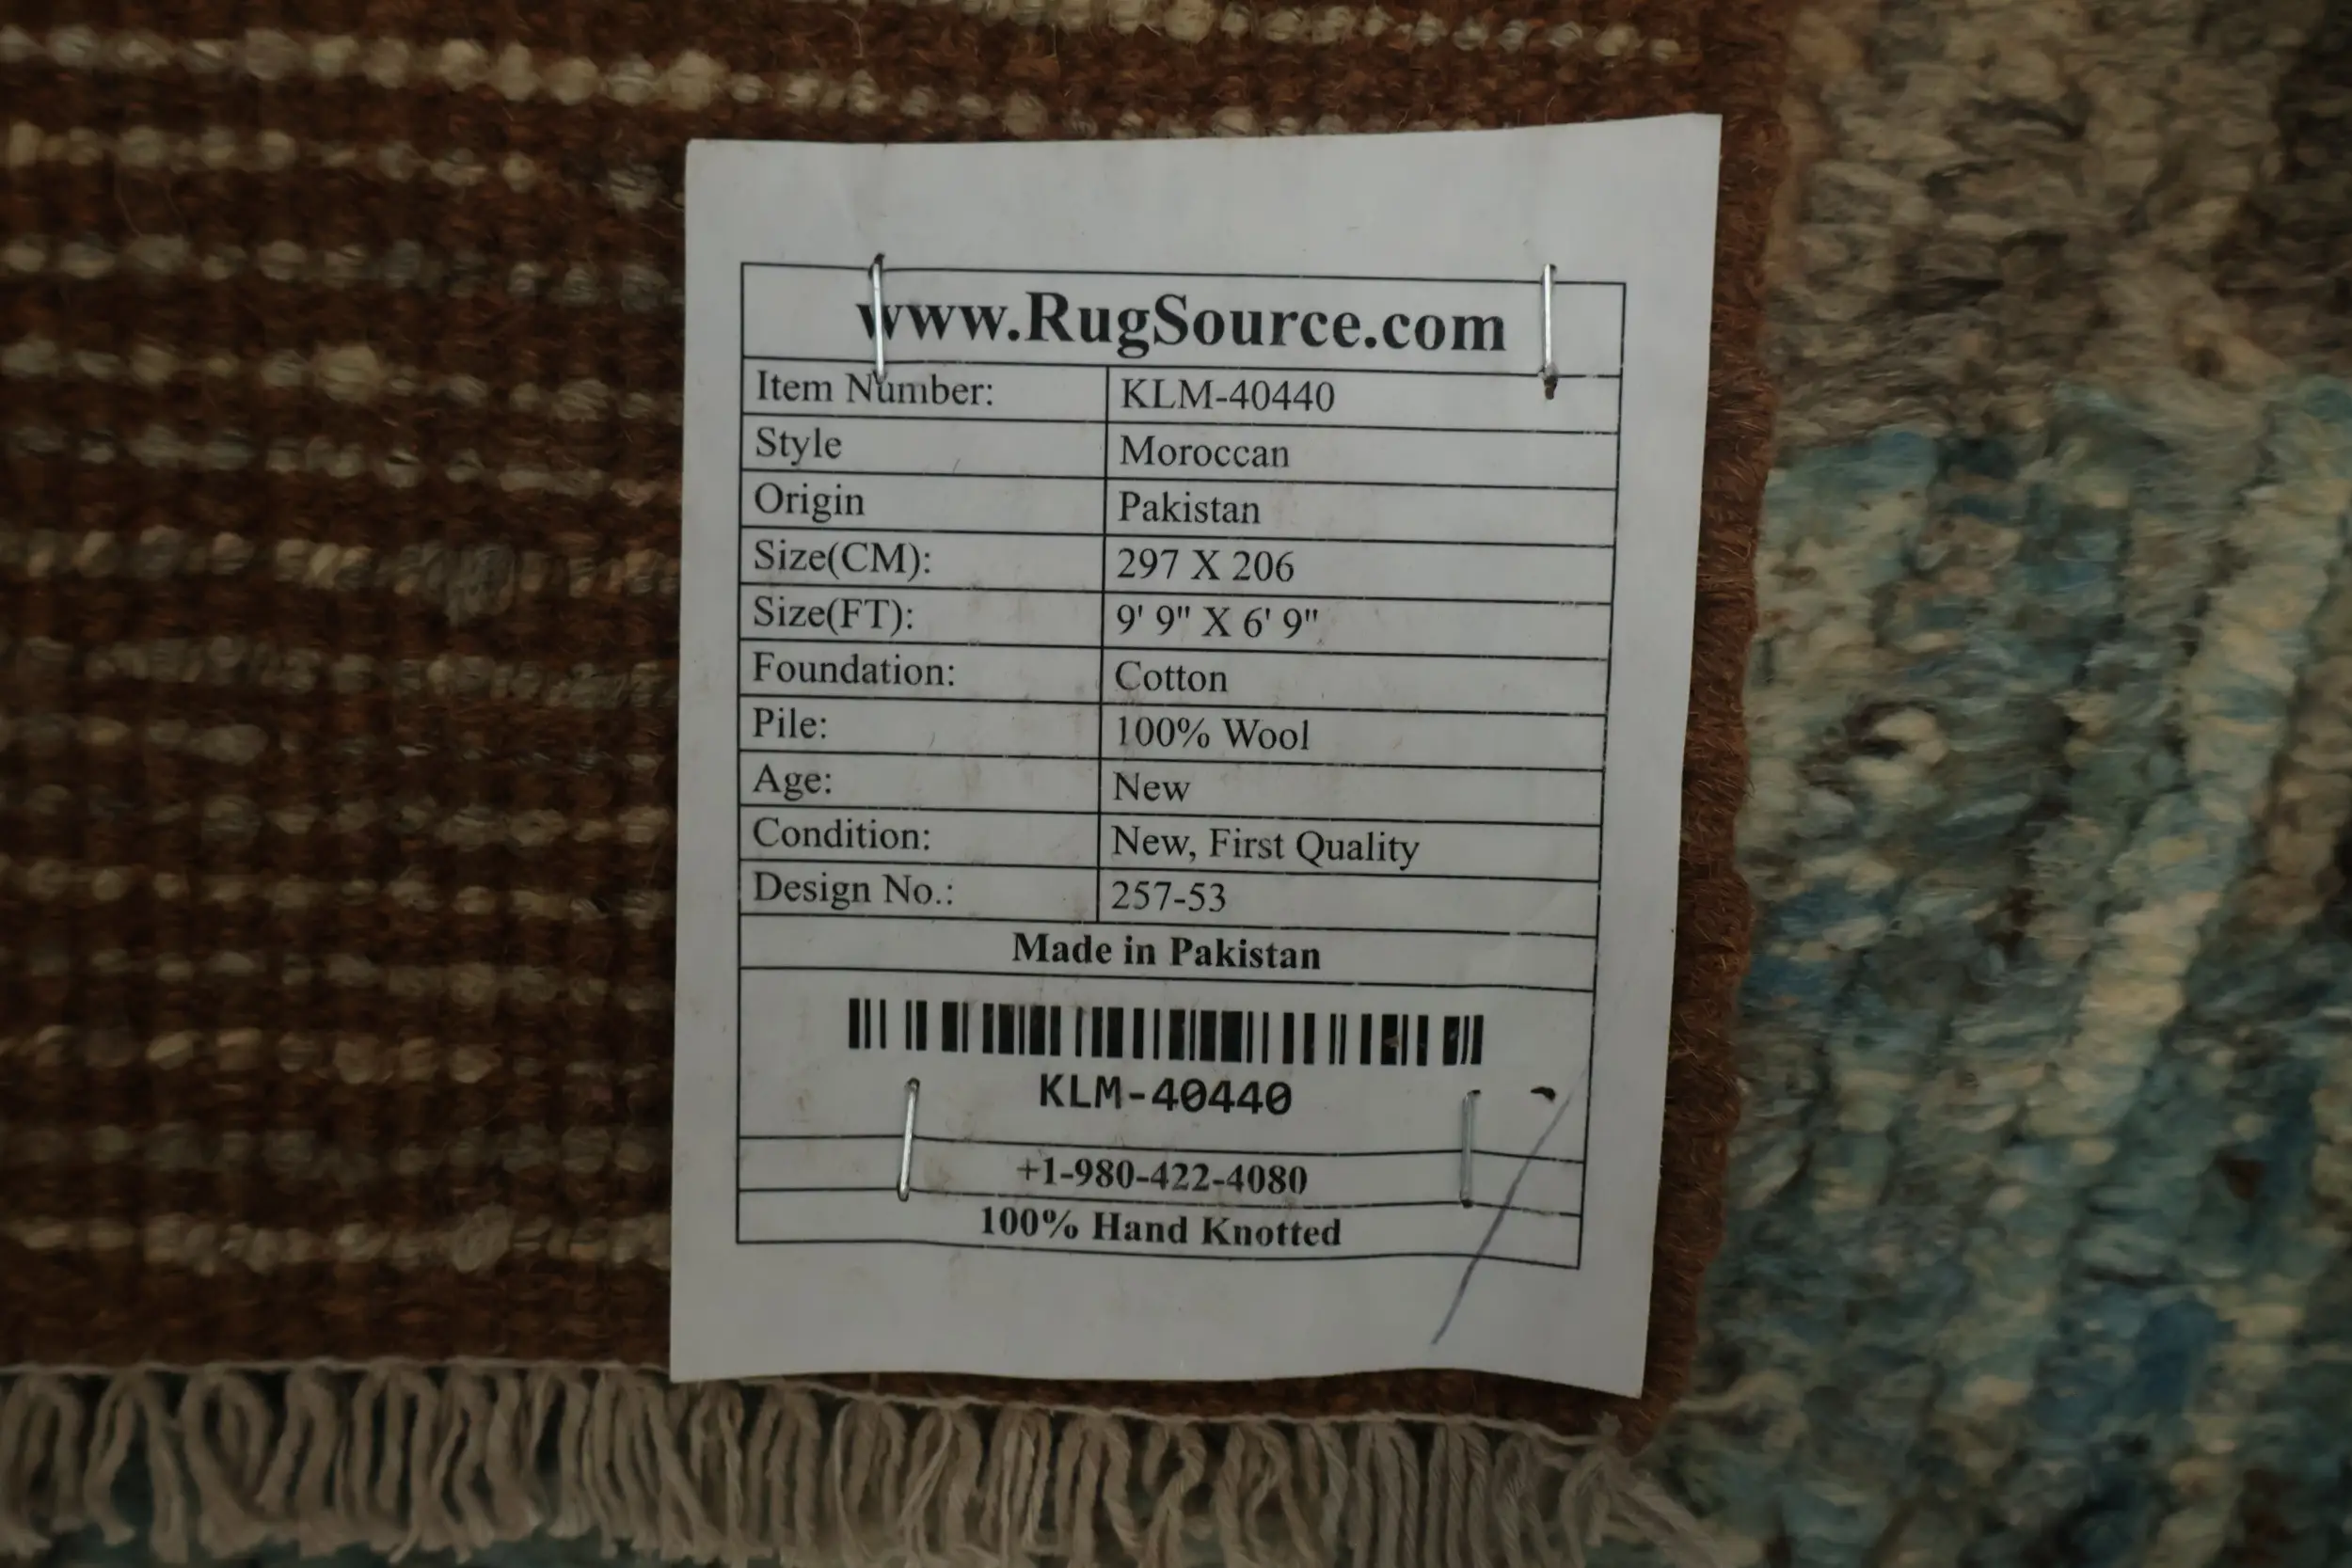 www.RugSource.com
Item Number: KLM-40440
Style Moroccan
Origin Pakistan
Size(CM): 297 X 206
Size(FT): 9' 9" X 6' 9"
Foundation: Cotton
Pile: 100% Wool
Age: New
Condition: New, First Quality
Design No.: 257-53
Made in Pakistan
KLM-40440
+1-980-422-4080
100% Hand Knotted